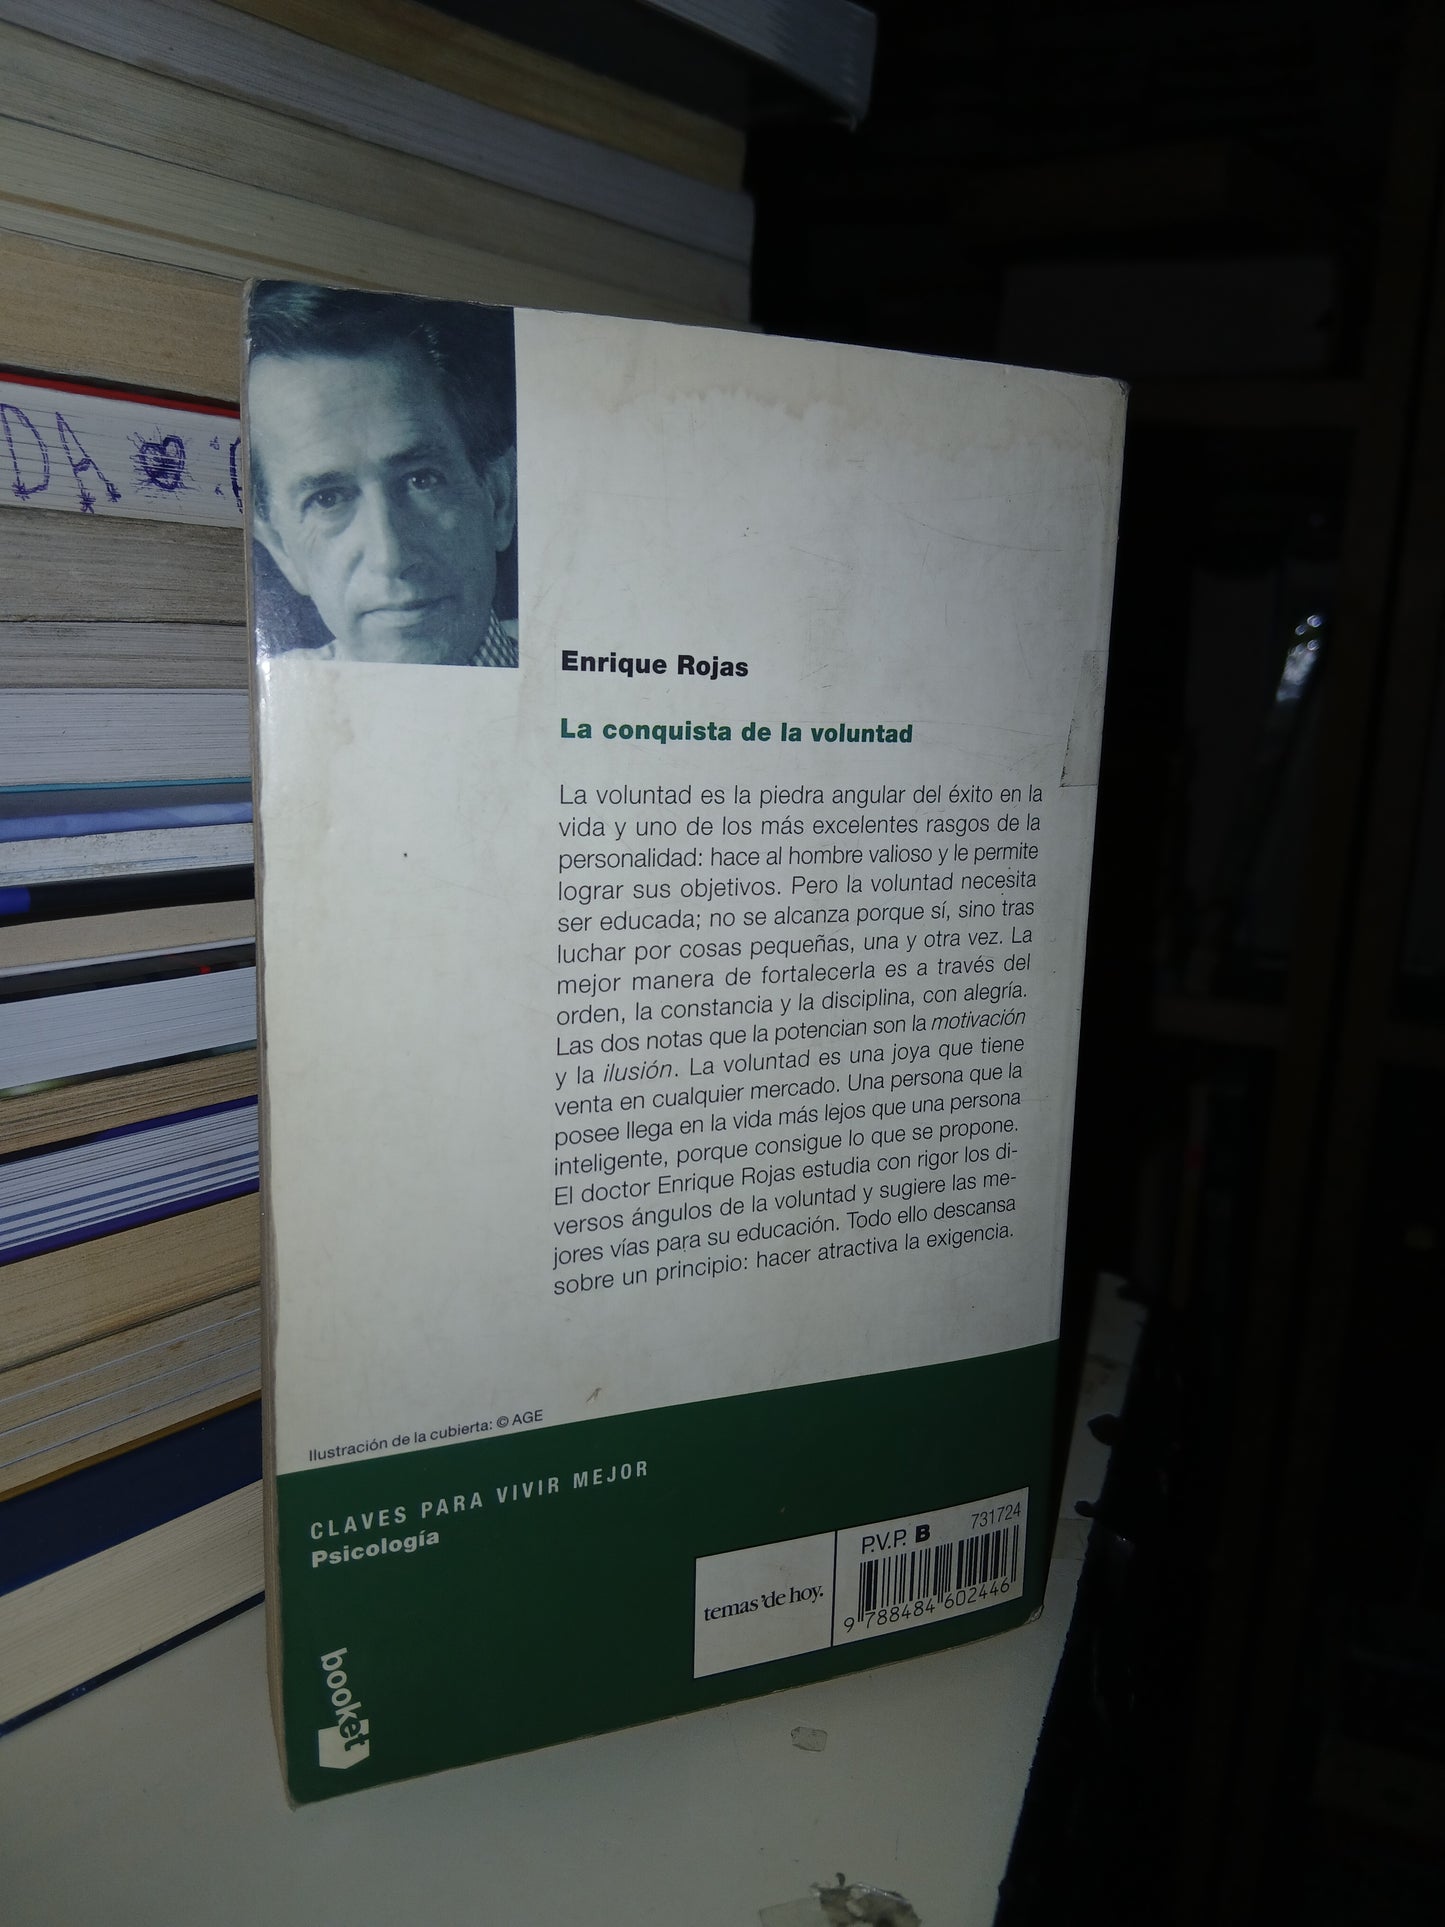 DA
Enrique Rojas
La conquista de la voluntad
La voluntad es la piedra angular del éxito en la
vida y uno de los más excelentes rasgos de la
personalidad: hace al hombre valioso y le permite
lograr sus objetivos. Pero la voluntad necesita
ser educada; no se alcanza porque sí, sino tras
luchar por cosas pequeñas, una y otra vez. La
mejor manera de fortalecerla es a través del
orden, la constancia y la disciplina, con alegría.
Las dos notas que la potencian son la motivación
y la ilusión. La voluntad es una joya que tiene
venta en cualquier mercado. Una persona que la
posee llega en la vida más lejos que una persona
inteligente, porque consigue lo que se propone.
El doctor Enrique Rojas estudia con rigor los di-
versos ángulos de la voluntad y sugiere las me-
jores vías para su educación. Todo ello descansa
sobre un principio: hacer atractiva la exigencia.
Ilustración de la cubierta: © AGE
CLAVES PARA VIVIR MEJOR
Psicología
temas 'de hoy.
P.V.P. B 731724
9 788484 602446
booket